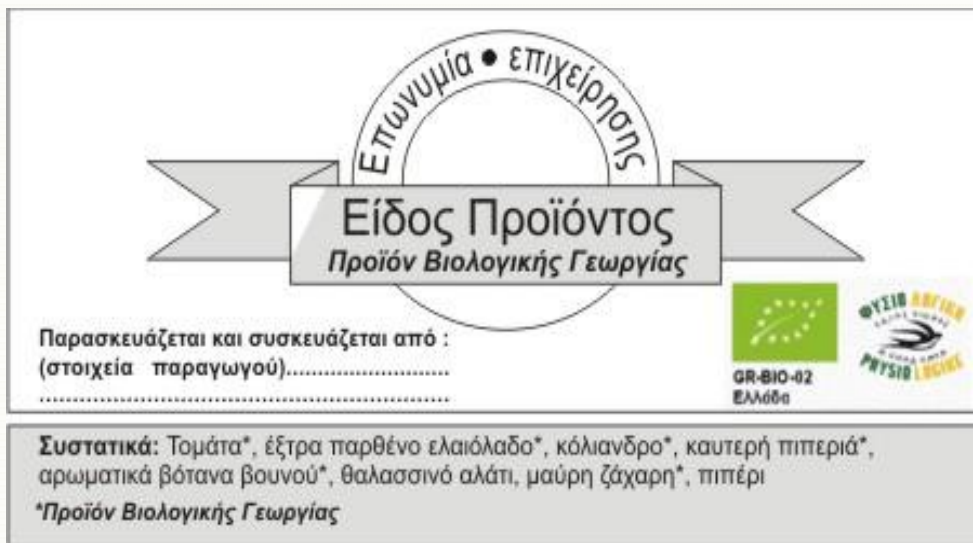 Επωνυμία • επιχείρησης
Είδος Προϊόντος
Προϊόν Βιολογικής Γεωργίας
Παρασκευάζεται και συσκευάζεται από :
(στοιχεία παραγωγού)............................
..............................................................
ΦΥΣΙΟ ΛΟΓΙΚΗ
PHYSIO LOGIKE
GR-BIO-02
Ελλάδα
Συστατικά: Τομάτα*, έξτρα παρθένο ελαιόλαδο*, κόλιανδρο*, καυτερή πιπεριά*,
αρωματικά βότανα βουνού*, θαλασσινό αλάτι, μαύρη ζάχαρη*, πιπέρι
*Προϊόν Βιολογικής Γεωργίας